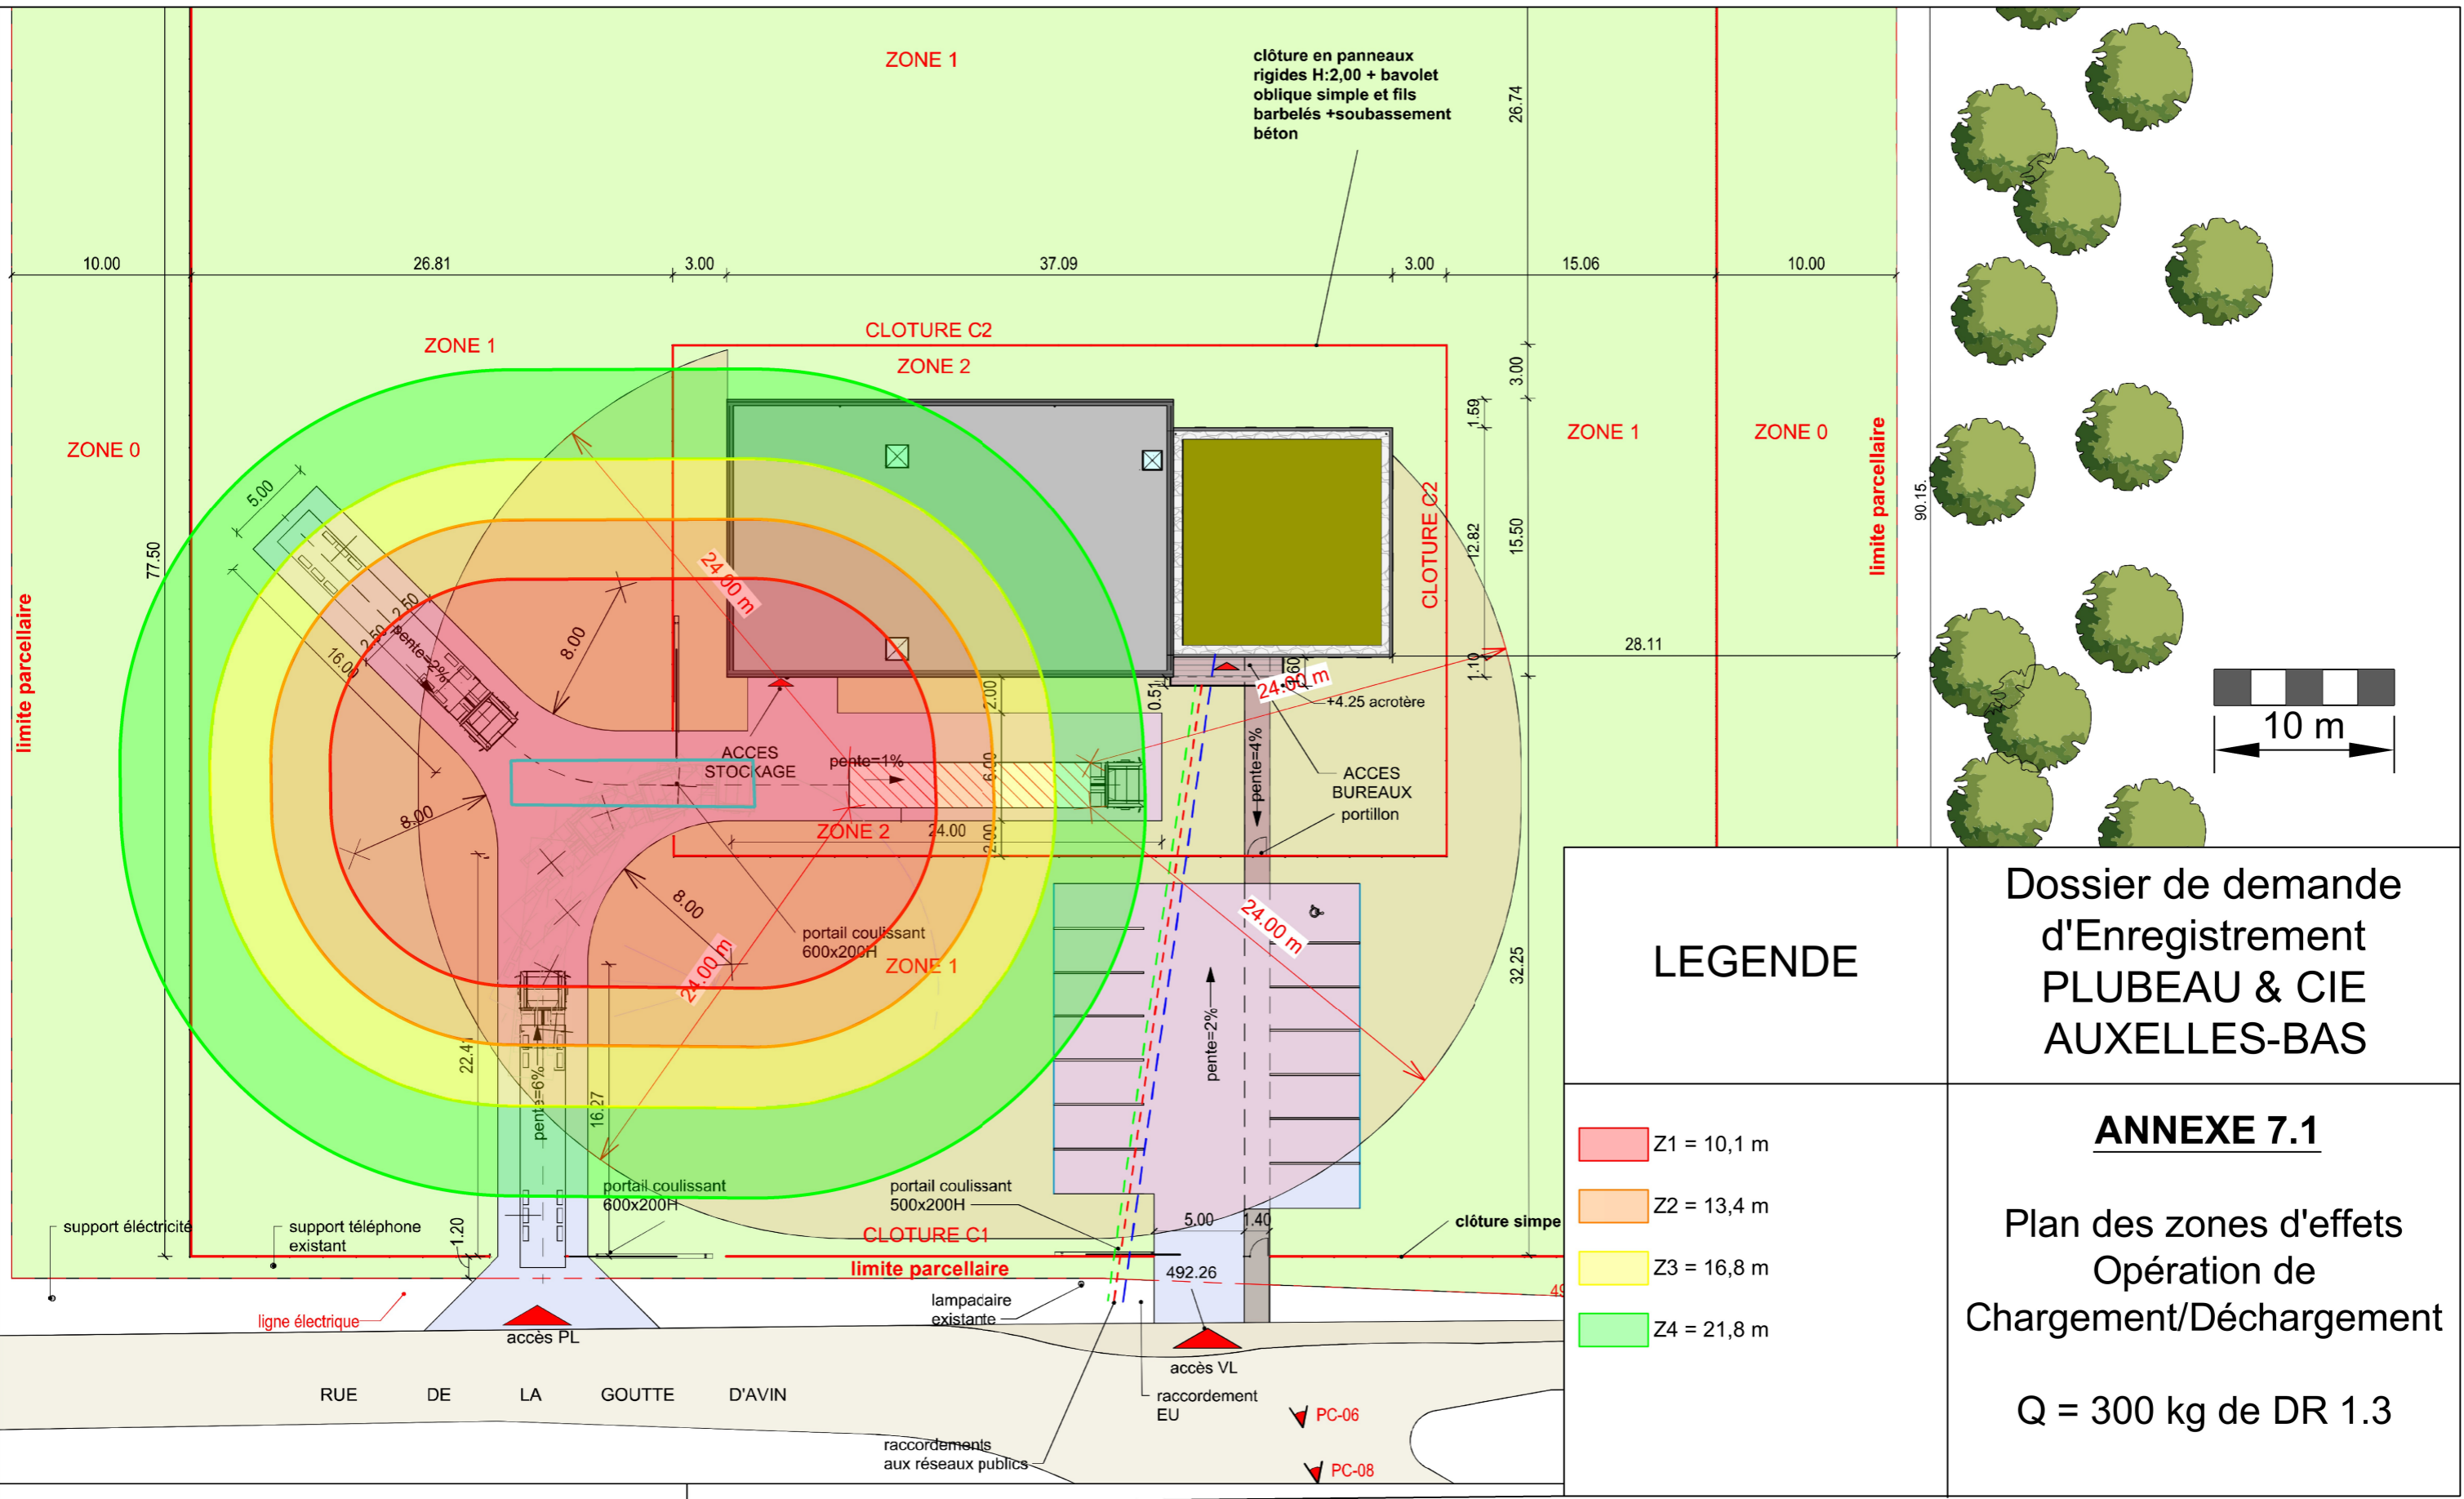 ZONE 1
clôture en panneaux
rigides H:2,00 + bavolet
oblique simple et fils
barbelés +soubassement
béton
26.74
10.00
26.81
3.00
37.09
3.00
15.06
10.00
CLOTURE C2
ZONE 1
ZONE 2
3.00
1.59
ZONE 0
ZONE 1
ZONE 0
limite parcellaire
90.15.
5.00
77.50
CLOTURE C2
12.82
15.50
24.00 m
2.50
2.50
pente=2%
16.00
8.00
28.11
limite parcellaire
1.10
1.60
24.00 m
0.51
2.00
+4.25 acrotère
10 m
ACCES
STOCKAGE
pente=1%
6.00
pente=4%
ACCES
BUREAUX
portillon
8.00
ZONE 2
24.00
2.00
8.00
24.00 m
portail coulissant
600x200H
ZONE 1
24.00 m
32.25
22.41
pente=6%
16.27
pente=2%
portail coulissant
600x200H
portail coulissant
500x200H
support éléctricité
support téléphone
existant
1.20
CLOTURE C1
5.00
1.40
clôture simpe
limite parcellaire
492.26
49
ligne électrique
accès PL
lampadaire
existante
accès VL
raccordement
EU
RUE DE LA GOUTTE D'AVIN
PC-06
raccordements
aux réseaux publics
PC-08
LEGENDE
Z1 = 10,1 m
Z2 = 13,4 m
Z3 = 16,8 m
Z4 = 21,8 m
Dossier de demande
d'Enregistrement
PLUBEAU & CIE
AUXELLES-BAS
ANNEXE 7.1
Plan des zones d'effets
Opération de
Chargement/Déchargement
Q = 300 kg de DR 1.3